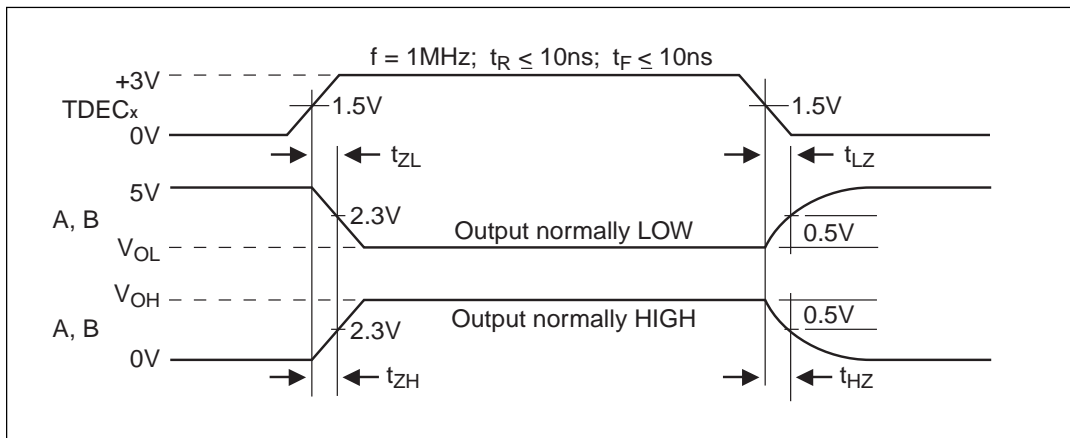 f = 1MHz; tR ≤ 10ns; tF ≤ 10ns
+3V
TDECx
0V
1.5V
1.5V
tZL
tLZ
5V
A, B
VOL
2.3V
Output normally LOW
0.5V
VOH
A, B
0V
2.3V
Output normally HIGH
0.5V
tZH
tHZ